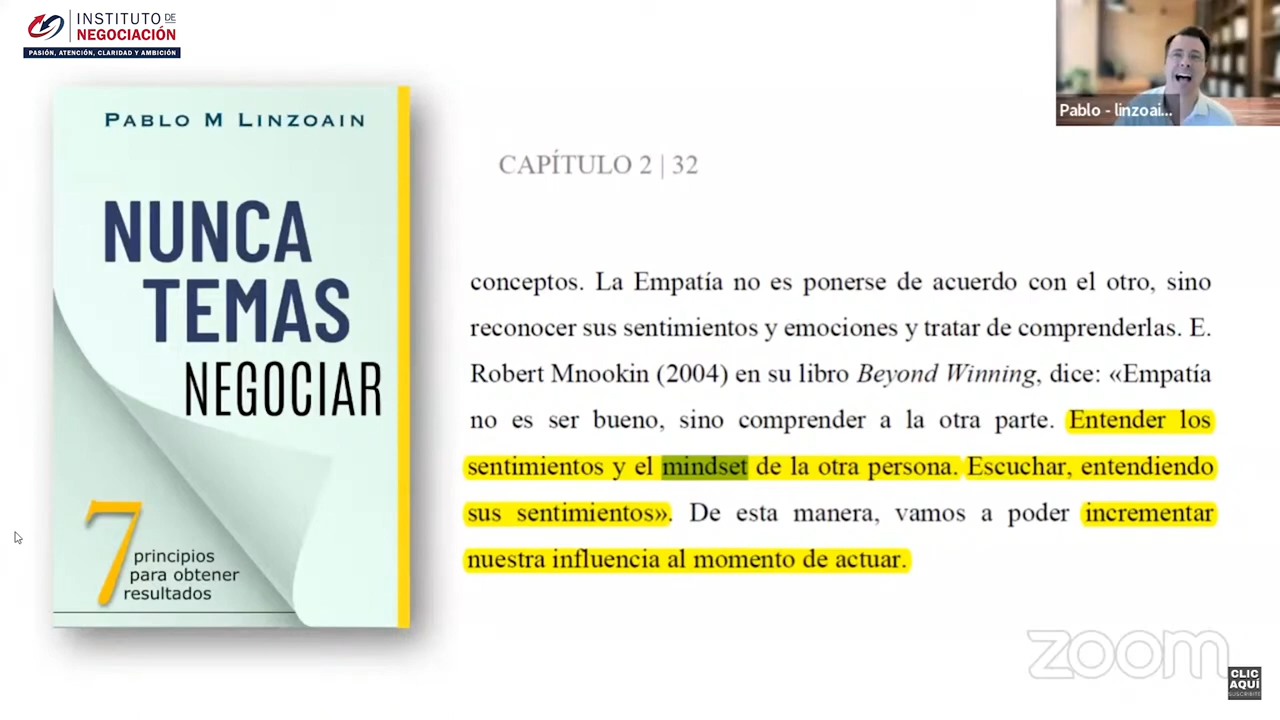 INSTITUTO DE
NEGOCIACIÓN
PASIÓN, ATENCIÓN, CLARIDAD Y AMBICIÓN
Pablo - linzoai...
PABLO M LINZOAIN
NUNCA
TEMAS
NEGOCIAR
7 principios
para obtener
resultados
CAPÍTULO 2 | 32
conceptos. La Empatía no es ponerse de acuerdo con el otro, sino
reconocer sus sentimientos y emociones y tratar de comprenderlas. E.
Robert Mnookin (2004) en su libro Beyond Winning, dice: «Empatía
no es ser bueno, sino comprender a la otra parte. Entender los
sentimientos y el mindset de la otra persona. Escuchar, entendiendo
sus sentimientos». De esta manera, vamos a poder incrementar
nuestra influencia al momento de actuar.
zoom
CLIC
AQUÍ
SUSCRIBITE